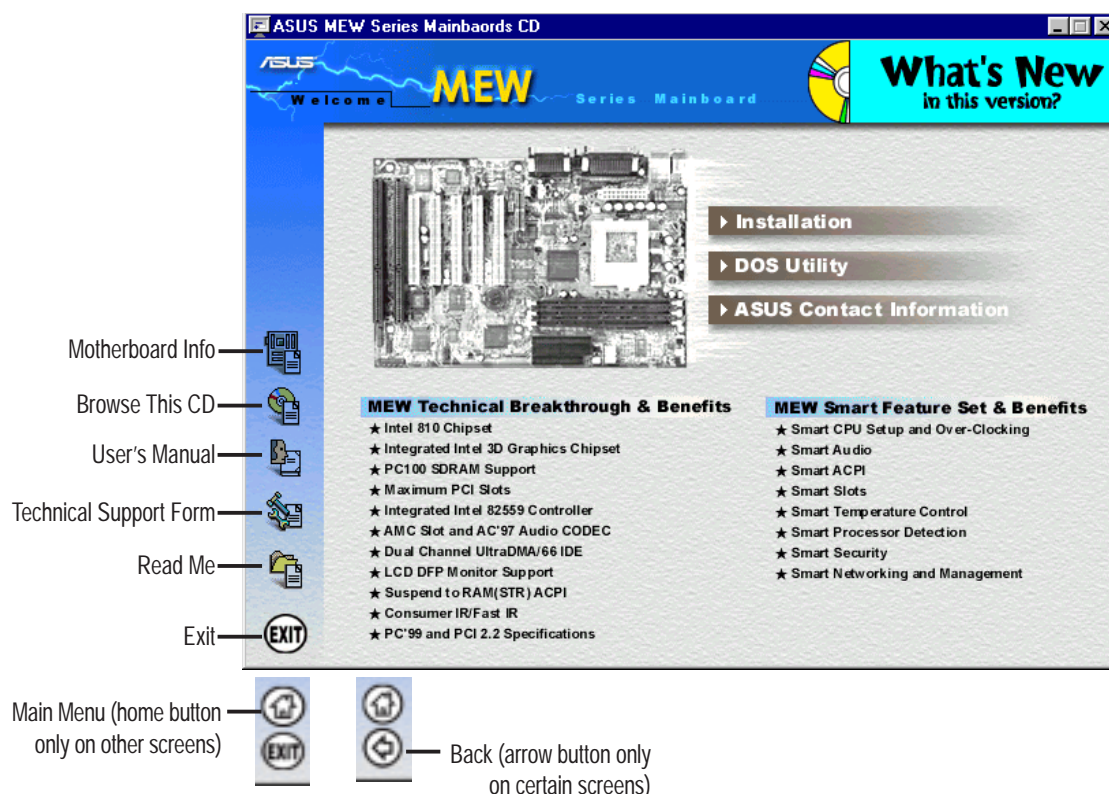 ASUS MEW Series Mainbaords CD
ASUS
Welcome
MEW
Series Mainboard
What's New
in this version?
Installation
DOS Utility
ASUS Contact Information
Motherboard Info
Browse This CD
User's Manual
Technical Support Form
Read Me
Exit
EXIT
MEW Technical Breakthrough & Benefits
★ Intel 810 Chipset
★ Integrated Intel 3D Graphics Chipset
★ PC100 SDRAM Support
★ Maximum PCI Slots
★ Integrated Intel 82559 Controller
★ AMC Slot and AC'97 Audio CODEC
★ Dual Channel UltraDMA/66 IDE
★ LCD DFP Monitor Support
★ Suspend to RAM(STR) ACPI
★ Consumer IR/Fast IR
★ PC'99 and PCI 2.2 Specifications
MEW Smart Feature Set & Benefits
★ Smart CPU Setup and Over-Clocking
★ Smart Audio
★ Smart ACPI
★ Smart Slots
★ Smart Temperature Control
★ Smart Processor Detection
★ Smart Security
★ Smart Networking and Management
Main Menu (home button
only on other screens)
EXIT
Back (arrow button only
on certain screens)